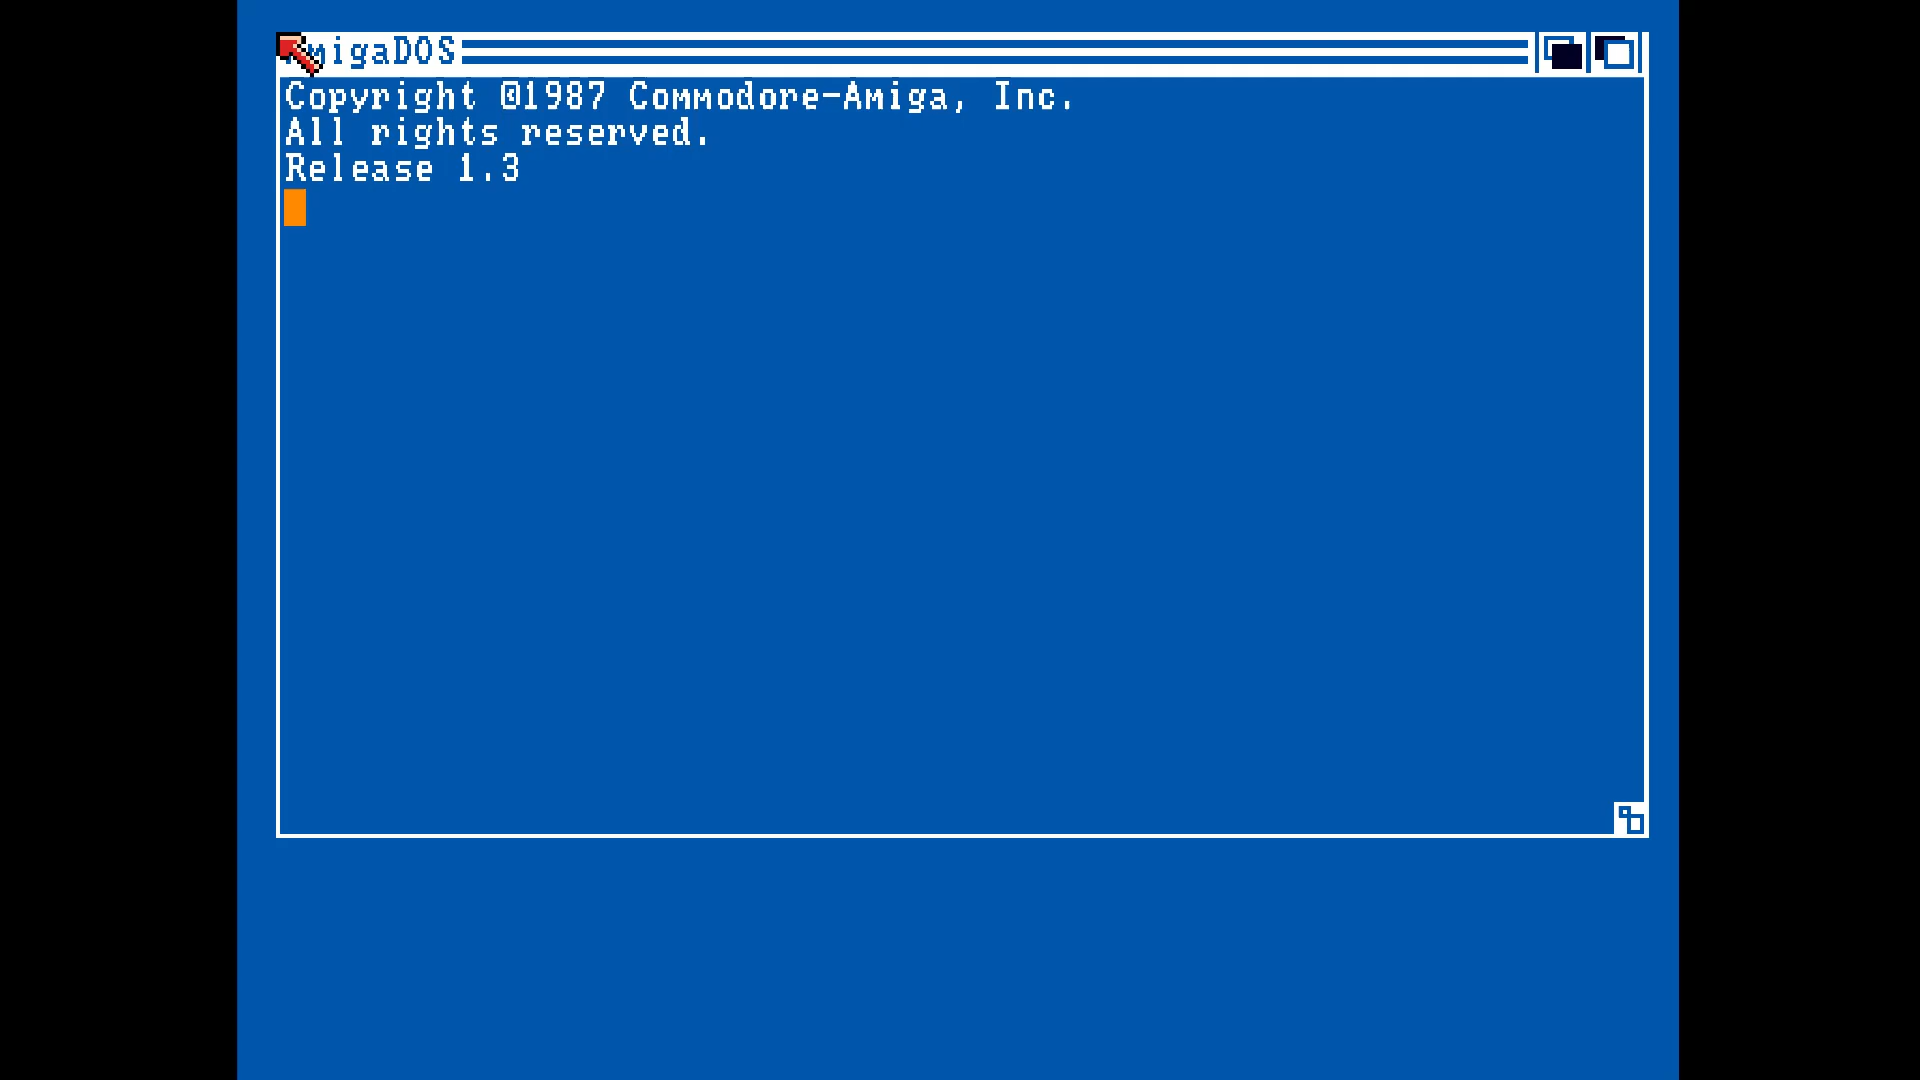 AmigaDOS
Copyright ©1987 Commodore-Amiga, Inc.
All rights reserved.
Release 1.3